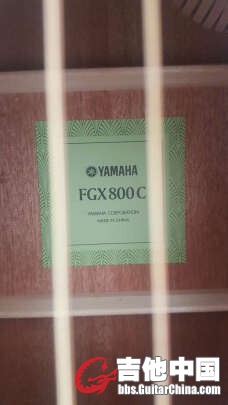 YAMAHA
FGX800C
YAMAHA CORPORATION
MADE IN CHINA
吉他中国
bbs.GuitarChina.com